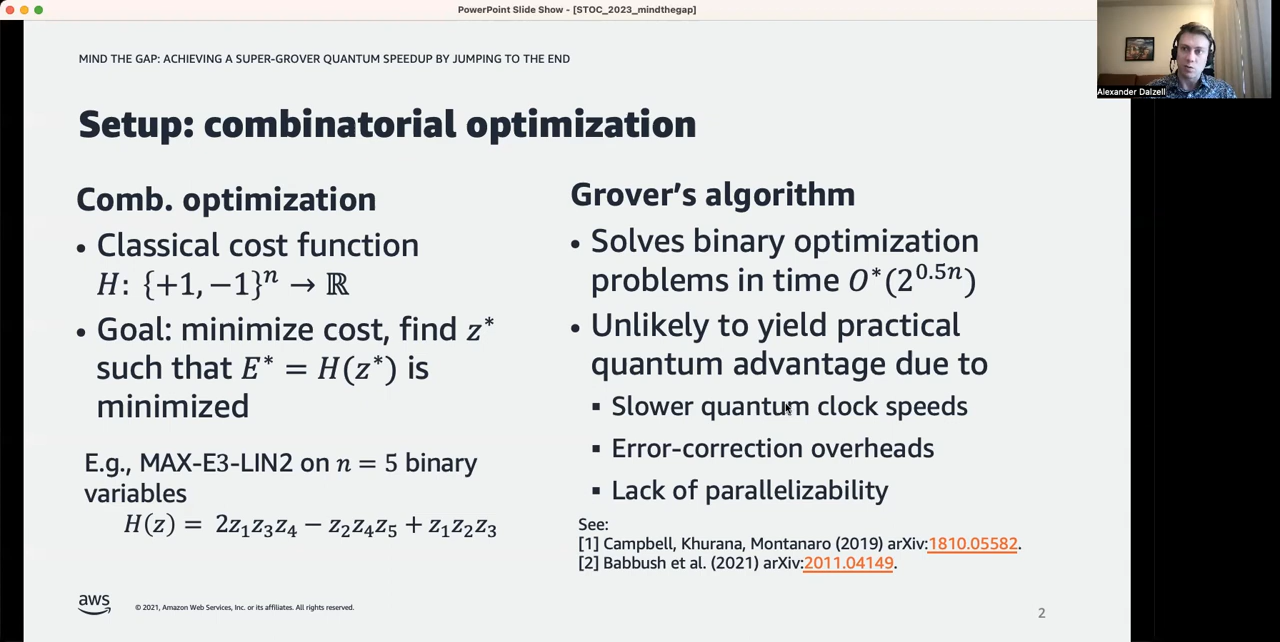 PowerPoint Slide Show - [STOC_2023_mindthegap]
Alexander Dalzell
MIND THE GAP: ACHIEVING A SUPER-GROVER QUANTUM SPEEDUP BY JUMPING TO THE END
Setup: combinatorial optimization
Comb. optimization
• Classical cost function
H: {+1, −1}ⁿ → ℝ
• Goal: minimize cost, find z*
such that E* = H(z*) is
minimized
E.g., MAX-E3-LIN2 on n = 5 binary
variables
H(z) = 2z₁z₃z₄ − z₂z₄z₅ + z₁z₂z₃
Grover’s algorithm
• Solves binary optimization
problems in time O*(2^{0.5n})
• Unlikely to yield practical
quantum advantage due to
▪ Slower quantum clock speeds
▪ Error-correction overheads
▪ Lack of parallelizability
See:
[1] Campbell, Khurana, Montanaro (2019) arXiv:1810.05582.
[2] Babbush et al. (2021) arXiv:2011.04149.
aws
© 2021, Amazon Web Services, Inc. or its affiliates. All rights reserved.
2